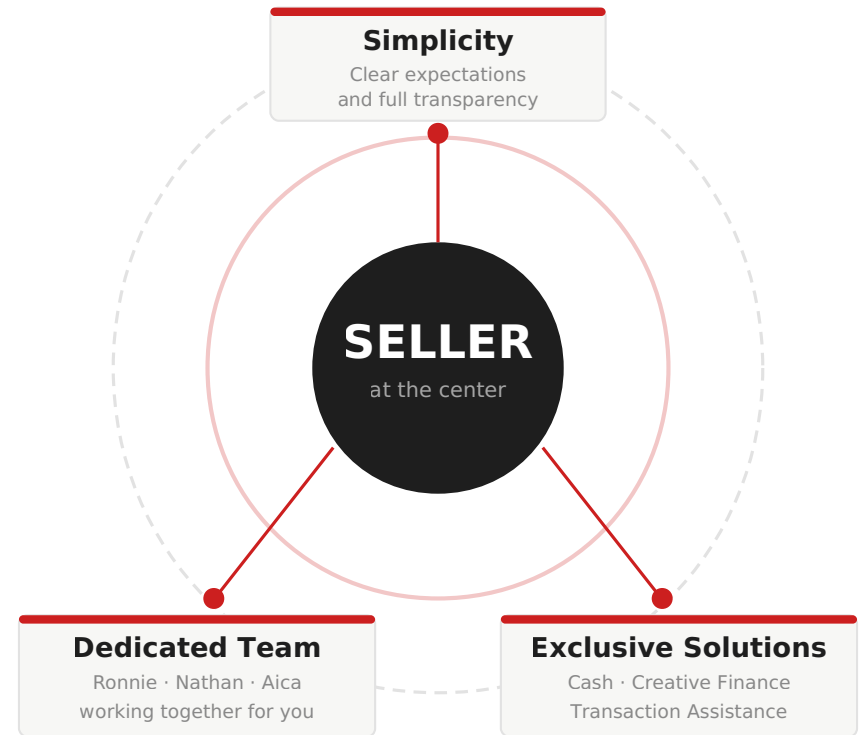 Simplicity
Clear expectations
and full transparency
SELLER
at the center
Dedicated Team
Ronnie · Nathan · Aica
working together for you
Exclusive Solutions
Cash · Creative Finance
Transaction Assistance